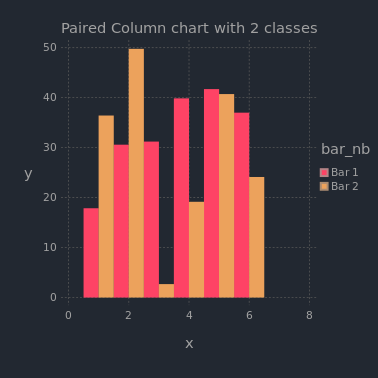 Paired Column chart with 2 classes
50
40
30
20
10
0
y
0 2 4 6 8
x
bar_nb
Bar 1
Bar 2